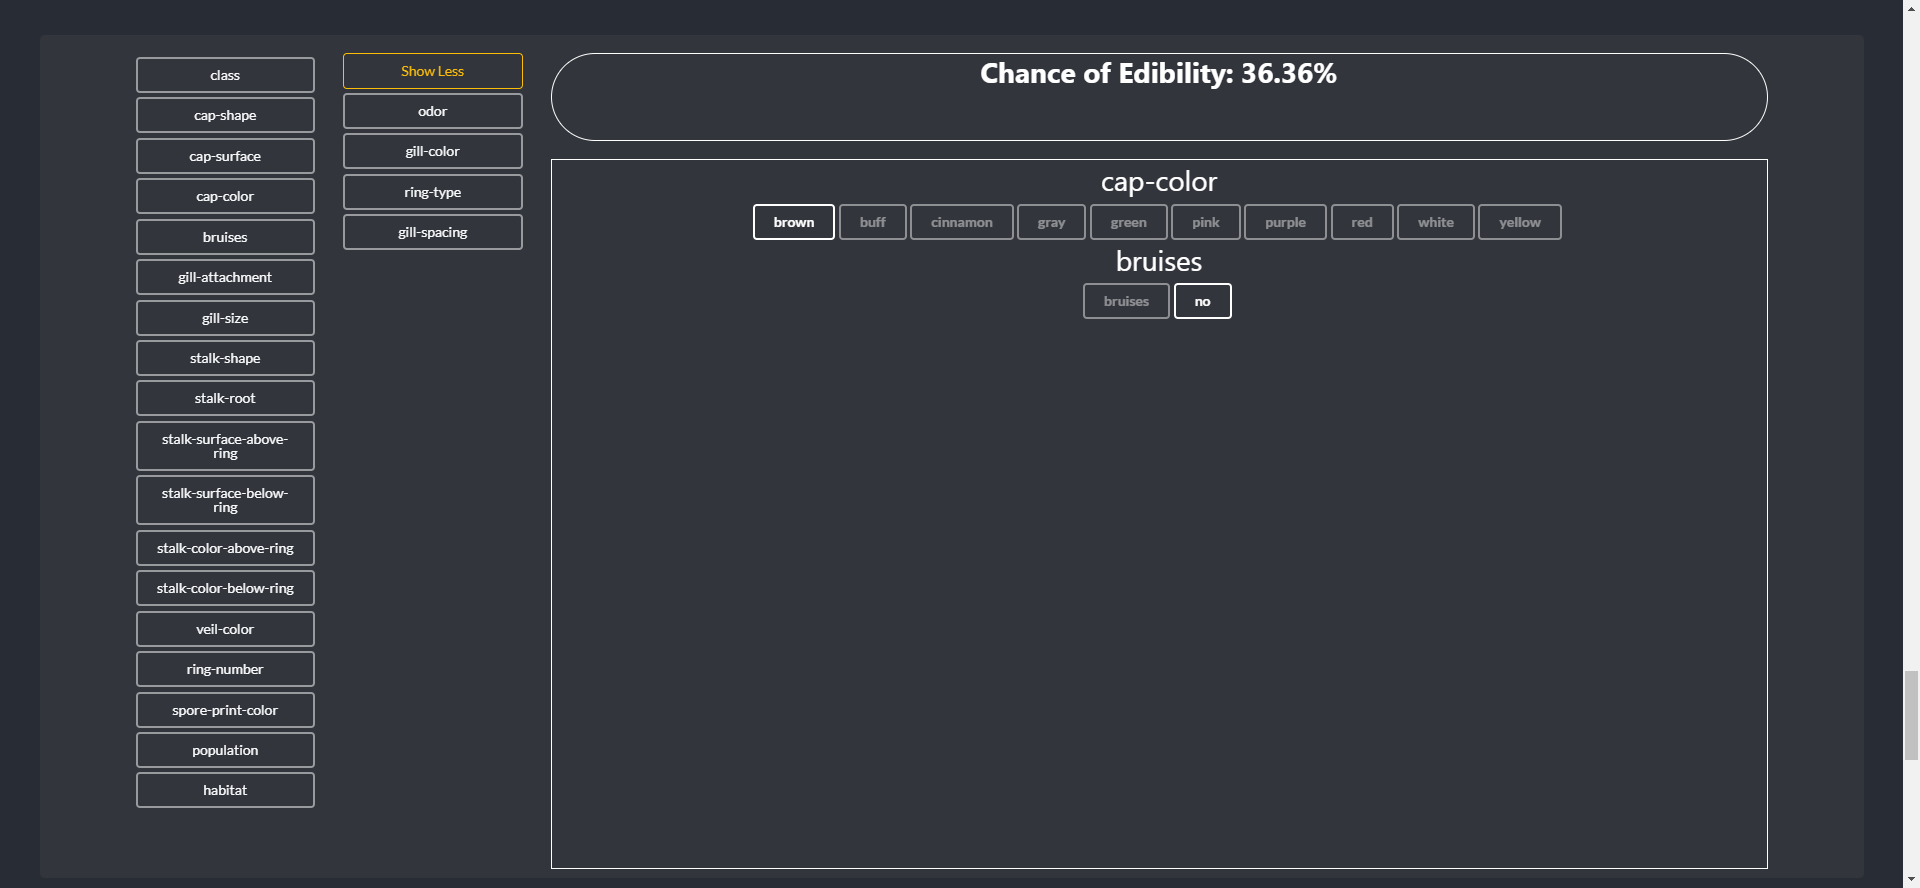 class
cap-shape
cap-surface
cap-color
bruises
gill-attachment
gill-size
stalk-shape
stalk-root
stalk-surface-above-
ring
stalk-surface-below-
ring
stalk-color-above-ring
stalk-color-below-ring
veil-color
ring-number
spore-print-color
population
habitat
Show Less
odor
gill-color
ring-type
gill-spacing
Chance of Edibility: 36.36%
cap-color
brown buff cinnamon gray green pink purple red white yellow
bruises
bruises no